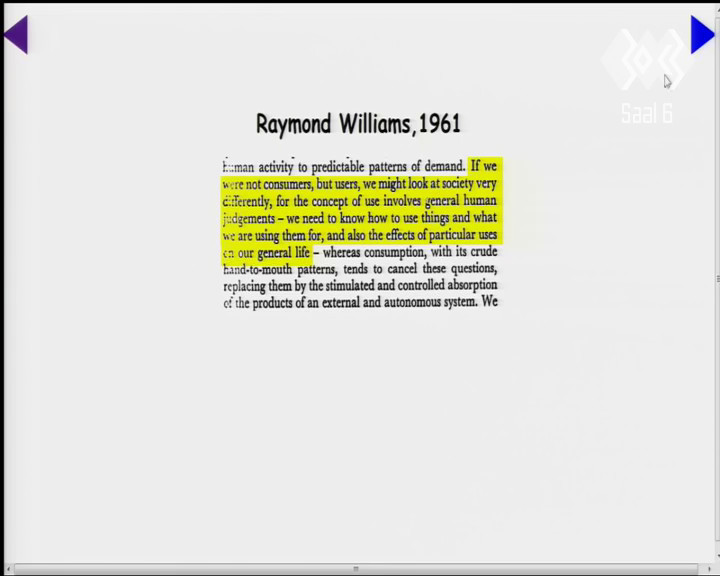 Saal 6
Raymond Williams, 1961
human activity to predictable patterns of demand. If we
were not consumers, but users, we might look at society very
differently, for the concept of use involves general human
judgements – we need to know how to use things and what
we are using them for, and also the effects of particular uses
on our general life – whereas consumption, with its crude
hand-to-mouth patterns, tends to cancel these questions,
replacing them by the stimulated and controlled absorption
of the products of an external and autonomous system. We